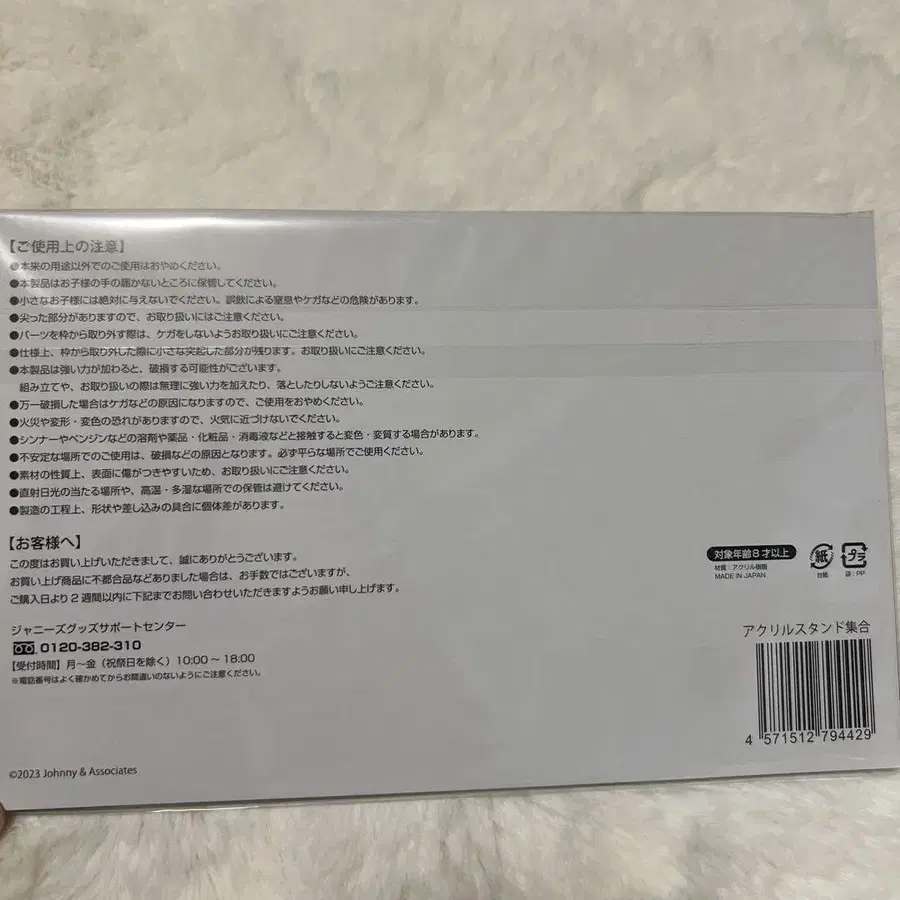 【ご使用上の注意】
●本来の用途以外でのご使用はおやめください。
●本製品はお子様の手の届かないところに保管してください。
●小さなお子様には絶対に与えないでください。誤飲による窒息やケガなどの危険があります。
●尖った部分がありますので、お取り扱いにはご注意ください。
●パーツを枠から取り外す際は、ケガをしないようお取り扱いにご注意ください。
●仕様上、枠から取り外した際に小さな突起した部分が残ります。お取り扱いにご注意ください。
●本製品は強い力が加わると、破損する可能性がございます。
組み立てや、お取り扱いの際は無理に強い力を加えたり、落としたりしないようご注意ください。
●万一破損した場合はケガなどの原因になりますので、ご使用をおやめください。
●火災や変形・変色の恐れがありますので、火気に近づけないでください。
●シンナーやベンジンなどの溶剤や薬品・化粧品・消毒液などと接触すると変色・変質する場合があります。
●不安定な場所でのご使用は、破損などの原因となります。必ず平らな場所でご使用ください。
●素材の性質上、表面に傷がつきやすいため、お取り扱いにご注意ください。
●直射日光の当たる場所や、高温・多湿な場所での保管は避けてください。
●製造の工程上、形状や差し込みの具合に個体差があります。
【お客様へ】
この度はお買い上げいただきまして、誠にありがとうございます。
お買い上げ商品に不都合品などありました場合は、お手数ではございますが、
ご購入日より2週間以内に下記までお問い合わせいただきますようお願い申し上げます。
ジャニーズグッズサポートセンター
0120-382-310
【受付時間】月〜金（祝祭日を除く）10:00〜18:00
※電話番号はよく確かめてからお間違いのないようにご注意ください。
©2023 Johnny & Associates
対象年齢8才以上
材質：アクリル樹脂
MADE IN JAPAN
紙
台紙
プラ
袋：PP
アクリルスタンド集合
4 571512 794429